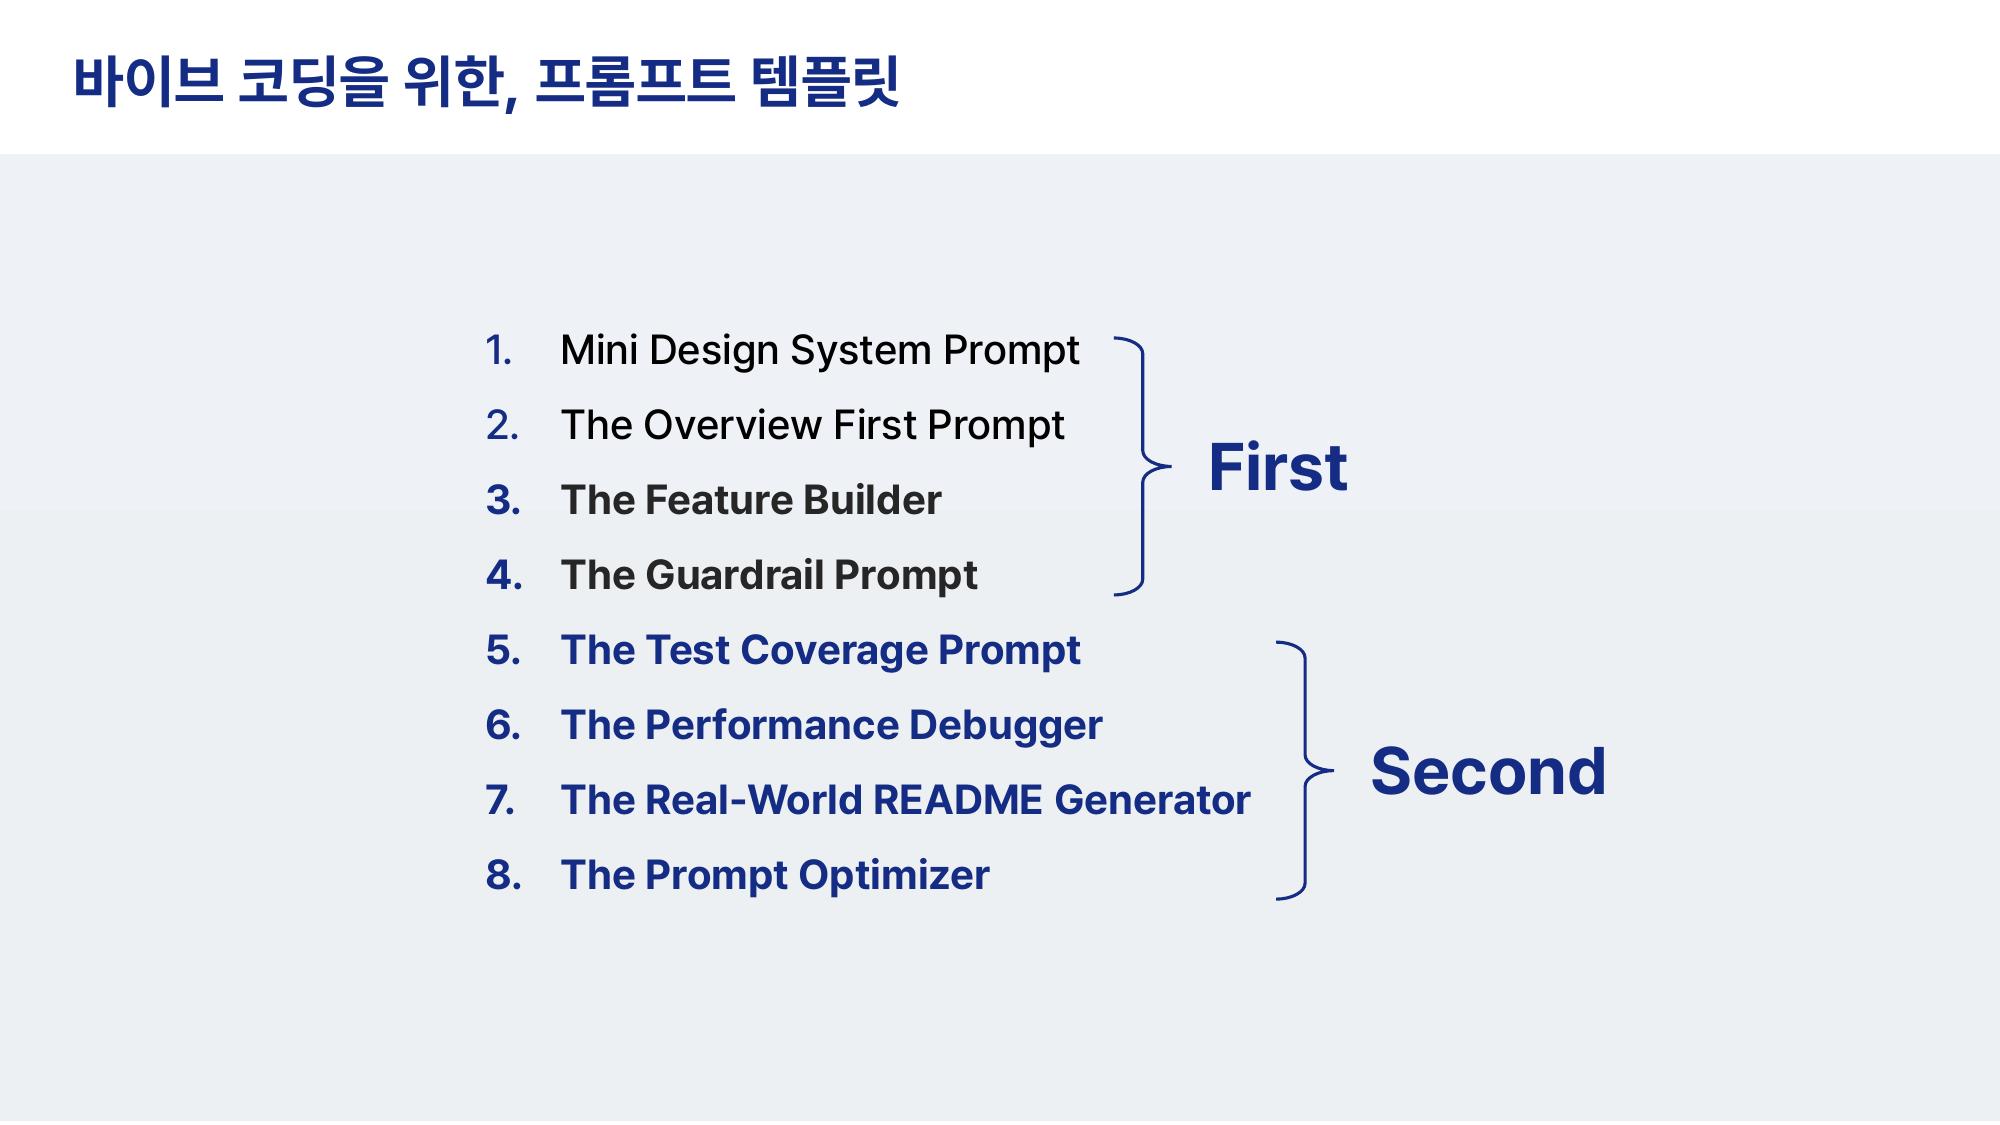 바이브 코딩을 위한, 프롬프트 템플릿
1. Mini Design System Prompt
2. The Overview First Prompt
3. The Feature Builder
4. The Guardrail Prompt
First
5. The Test Coverage Prompt
6. The Performance Debugger
7. The Real-World README Generator
8. The Prompt Optimizer
Second